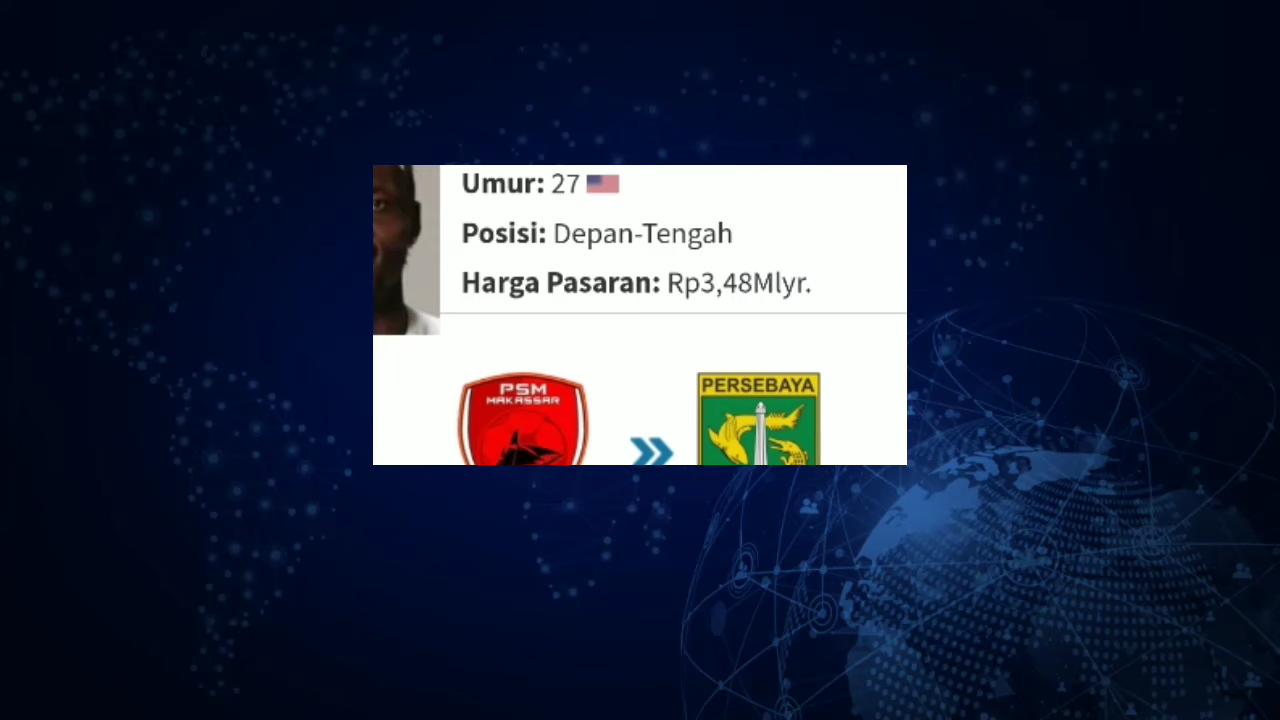 Umur: 27
Posisi: Depan-Tengah
Harga Pasaran: Rp3,48Mlyr.
PSM
MAKASSAR
PERSEBAYA